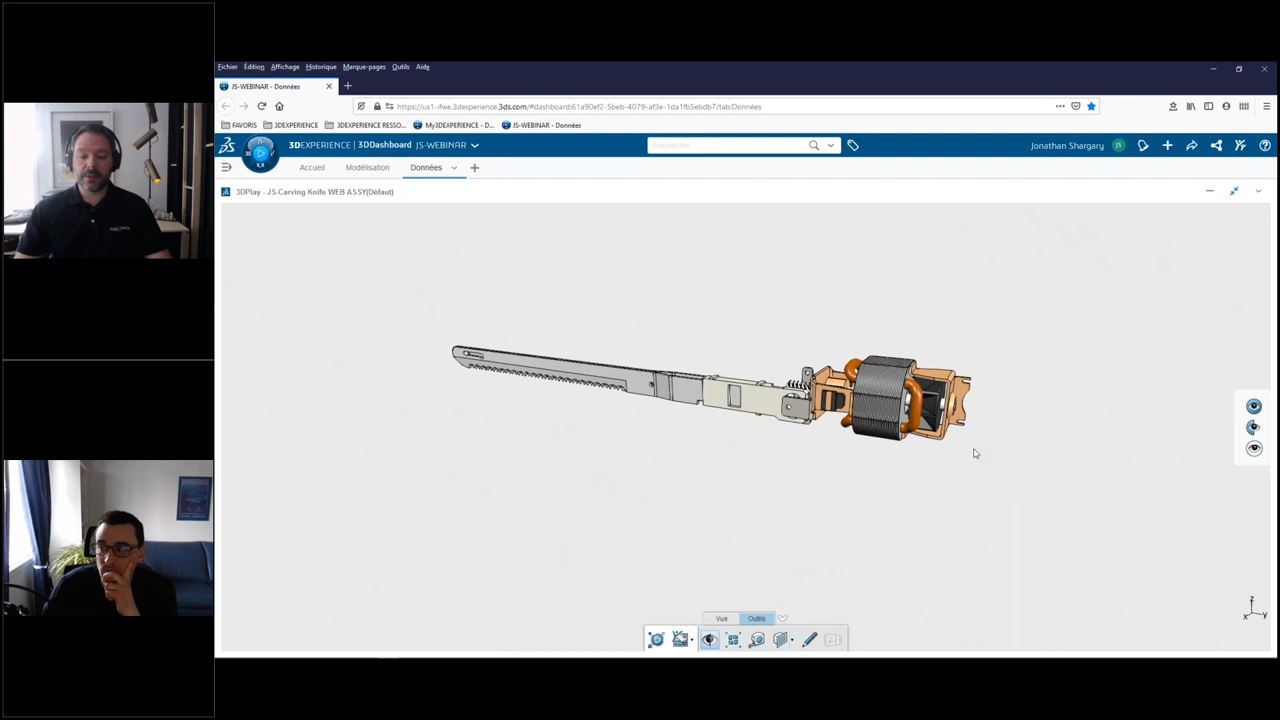 Fichier Édition Affichage Historique Marque-pages Outils Aide
JS-WEBINAR - Données
https://us1-ifwe.3dexperience.3ds.com/#dashboard:61a90ef2-5beb-4079-af3e-1da1fb5ebdb7/tab:Données
FAVORIS 3DEXPERIENCE 3DEXPERIENCE RESSO... My3DEXPERIENCE - D... JS-WEBINAR - Données
3DEXPERIENCE | 3DDashboard JS-WEBINAR
Rechercher
Jonathan Shargary JS
Accueil Modélisation Données
3DPlay - JS-Carving Knife WEB ASSY(Défaut)
z
x y
Vue Outils